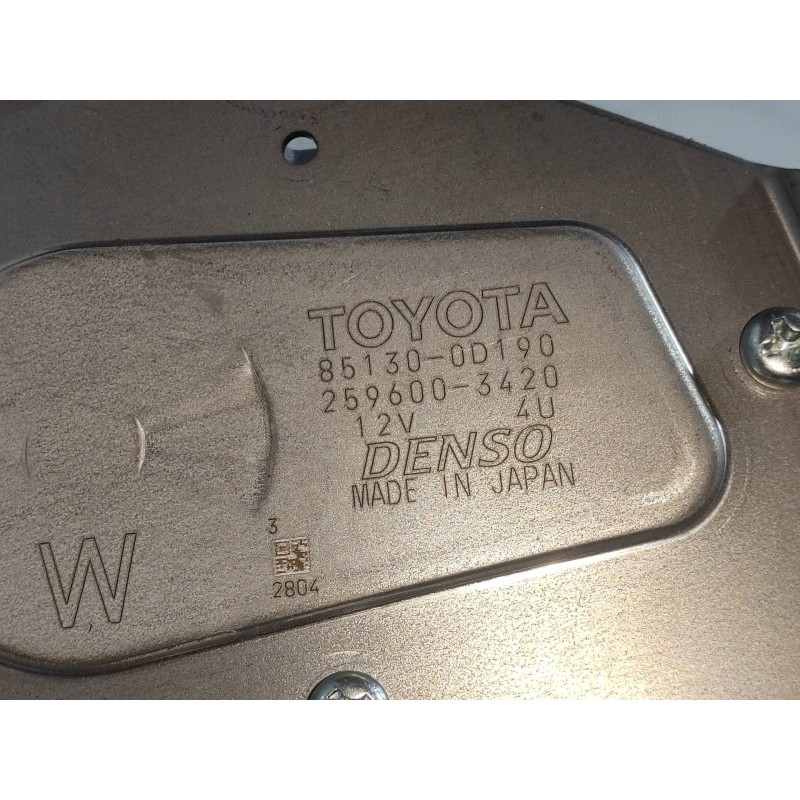 TOYOTA
85130-0D190
259600-3420
12V 4U
DENSO
MADE IN JAPAN
W
3
2804